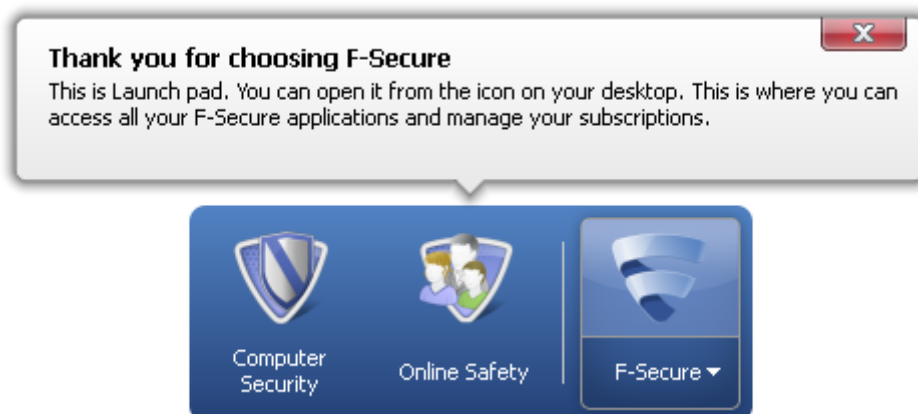 Thank you for choosing F-Secure
This is Launch pad. You can open it from the icon on your desktop. This is where you can
access all your F-Secure applications and manage your subscriptions.
Computer
Security
Online Safety
F-Secure